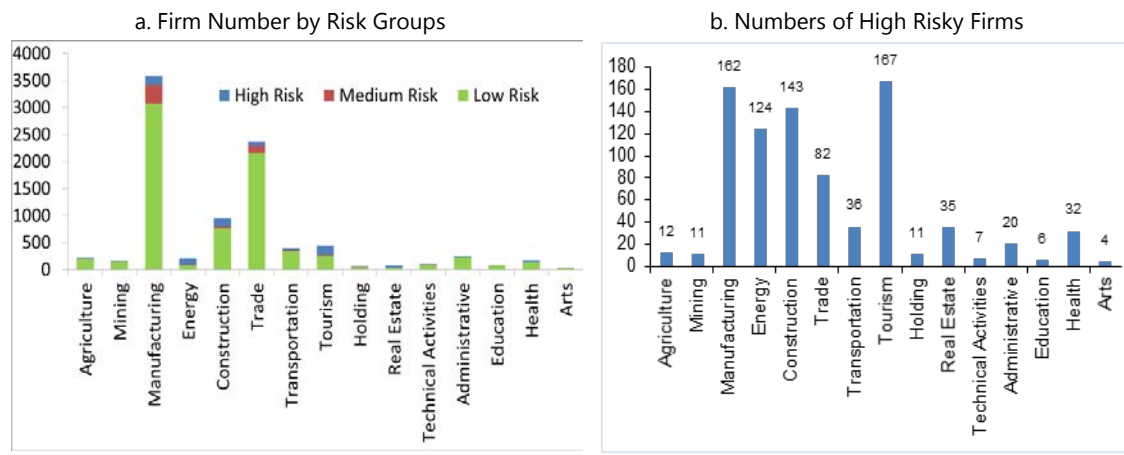 a. Firm Number by Risk Groups
4000
3500
3000
2500
2000
1500
1000
500
0
High Risk Medium Risk Low Risk
Agriculture
Mining
Manufacturing
Energy
Construction
Trade
Transportation
Tourism
Holding
Real Estate
Technical Activities
Administrative
Education
Health
Arts
b. Numbers of High Risky Firms
180
160
140
120
100
80
60
40
20
0
12
11
162
124
143
82
36
167
11
35
7
20
6
32
4
Agriculture
Mining
Manufacturing
Energy
Construction
Trade
Transportation
Tourism
Holding
Real Estate
Technical Activities
Administrative
Education
Health
Arts